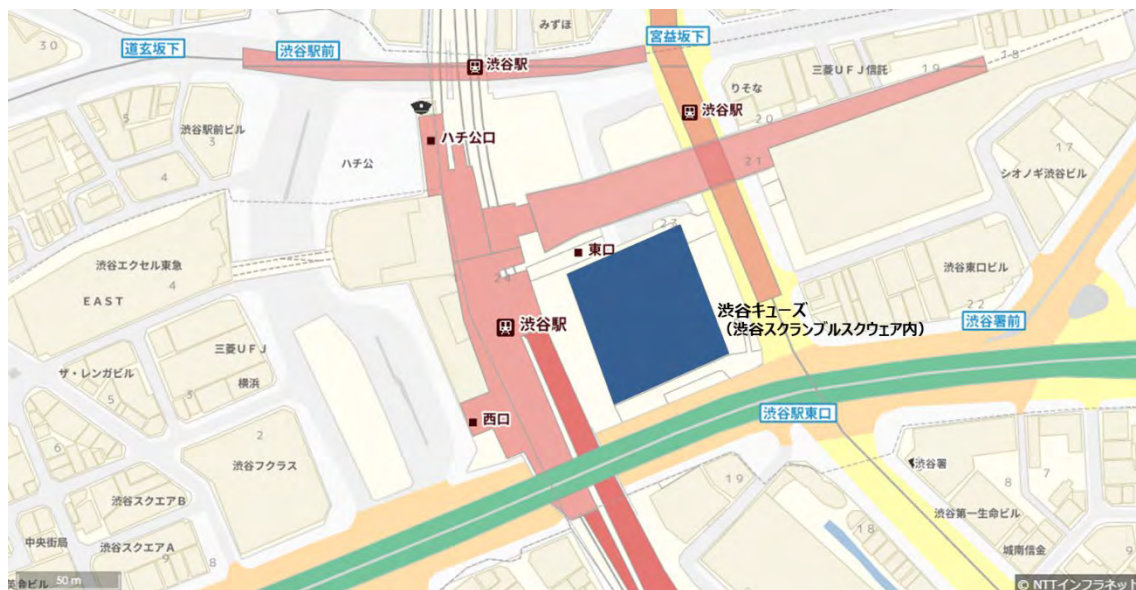 みずほ
宮益坂下
30
道玄坂下
渋谷駅前
渋谷駅
三菱UFJ信託
19
18
りそな
渋谷駅
5
渋谷駅前ビル
3
20
ハチ公口
ハチ公
4
21
17
シオノギ渋谷ビル
23
東口
渋谷エクセル東急
4
EAST
24
渋谷東口ビル
22
渋谷キューズ
（渋谷スクランブルスクウェア内）
渋谷署前
渋谷駅
三菱UFJ
横浜
ザ・レンガビル
5
3
渋谷駅東口
西口
2
6
渋谷フクラス
渋谷署
19
7
8
渋谷スクエアB
渋谷第一生命ビル
18
中央街局
渋谷スクエアA
9
8
城南信金
9
50 m
英会ビル
© NTTインフラネット